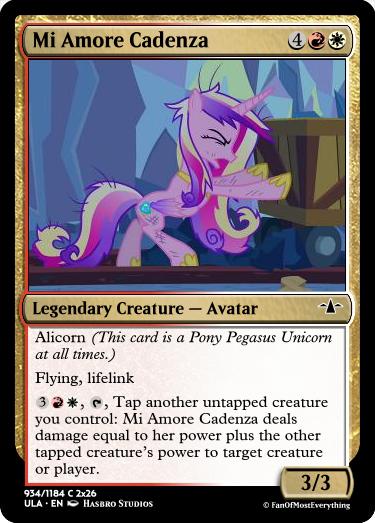 Mi Amore Cadenza 4
Legendary Creature — Avatar
Alicorn (This card is a Pony Pegasus Unicorn
at all times.)
Flying, lifelink
3 , , Tap another untapped creature
you control: Mi Amore Cadenza deals
damage equal to her power plus the other
tapped creature's power to target creature
or player.
3/3
934/1184 C 2x26
ULA • EN Hasbro Studios
© FanOfMostEverything